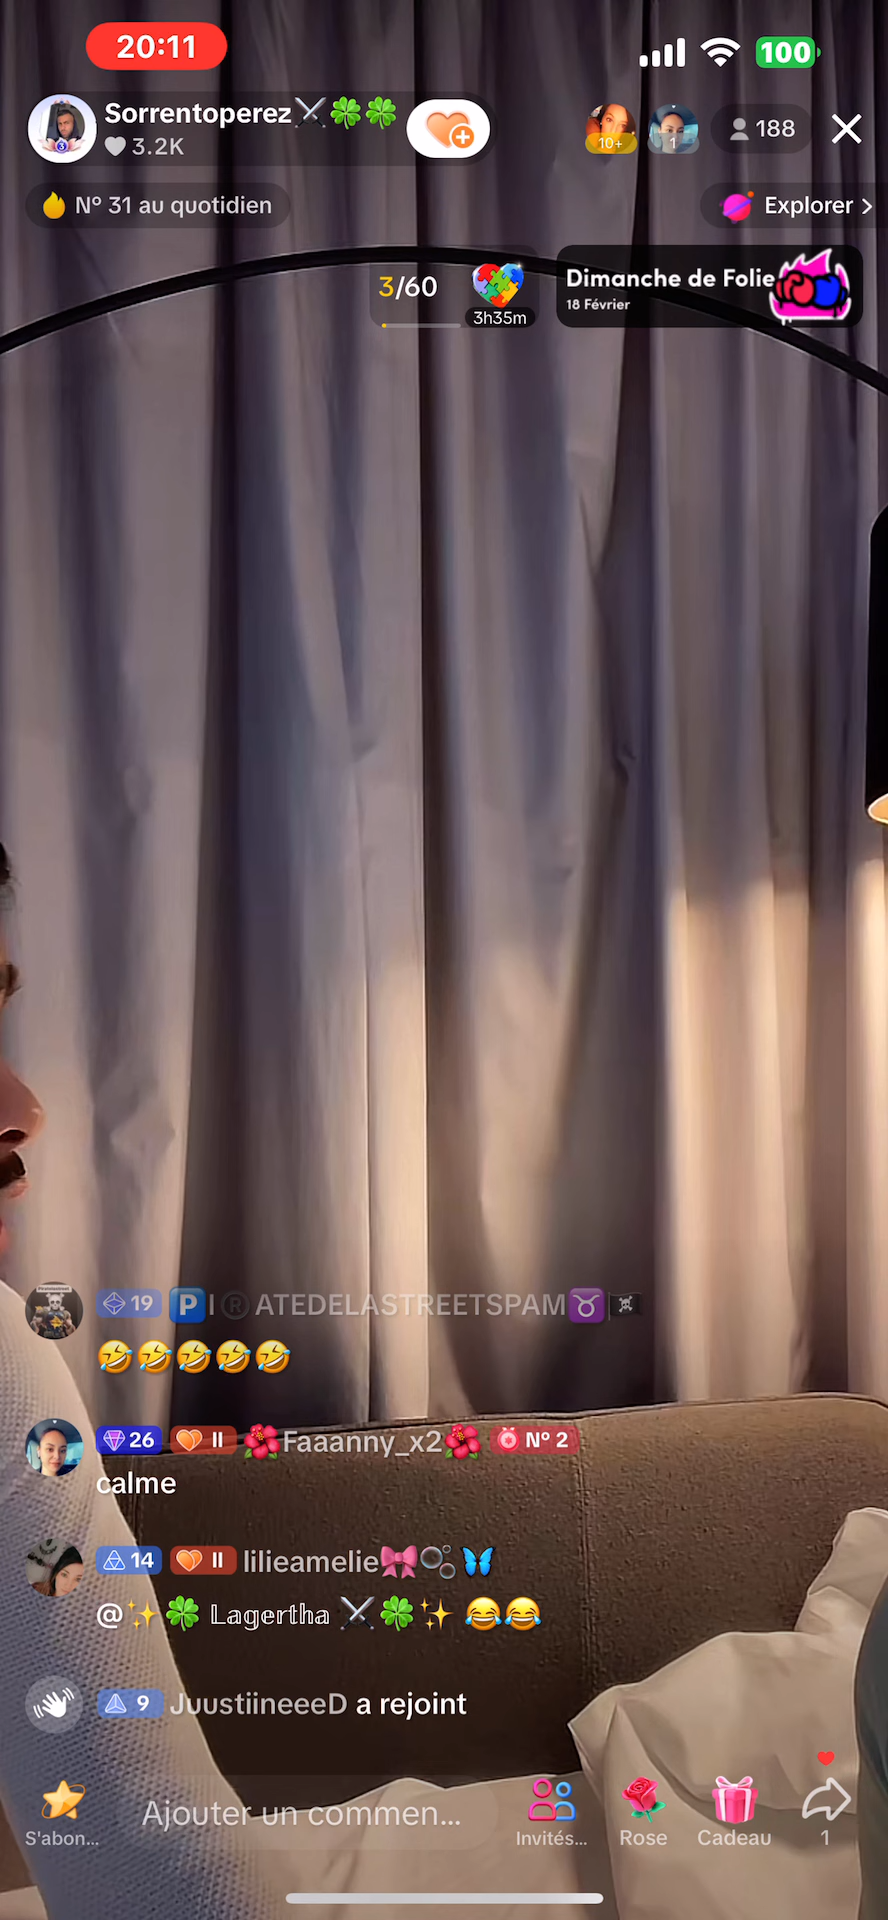 20:11
100
Sorrentoperez⚔️🍀🍀
3.2K
10+
1
188
N° 31 au quotidien
Explorer >
3/60
3h35m
Dimanche de Folie
18 Février
19 🅿️I®️ATEDELASTREETSPAM♉🏴‍☠️
🤣🤣🤣🤣🤣
26 II 🌺Faaanny_x2🌺 N° 2
calme
14 II lilieamelie🎀🫧🦋
@✨🍀 𝕃𝕒𝕘𝕖𝕣𝕥𝕙𝕒 ⚔️🍀✨ 😂😂
9 JuustiineeeD a rejoint
Ajouter un commen...
S'abon...
Invités...
Rose
Cadeau
1